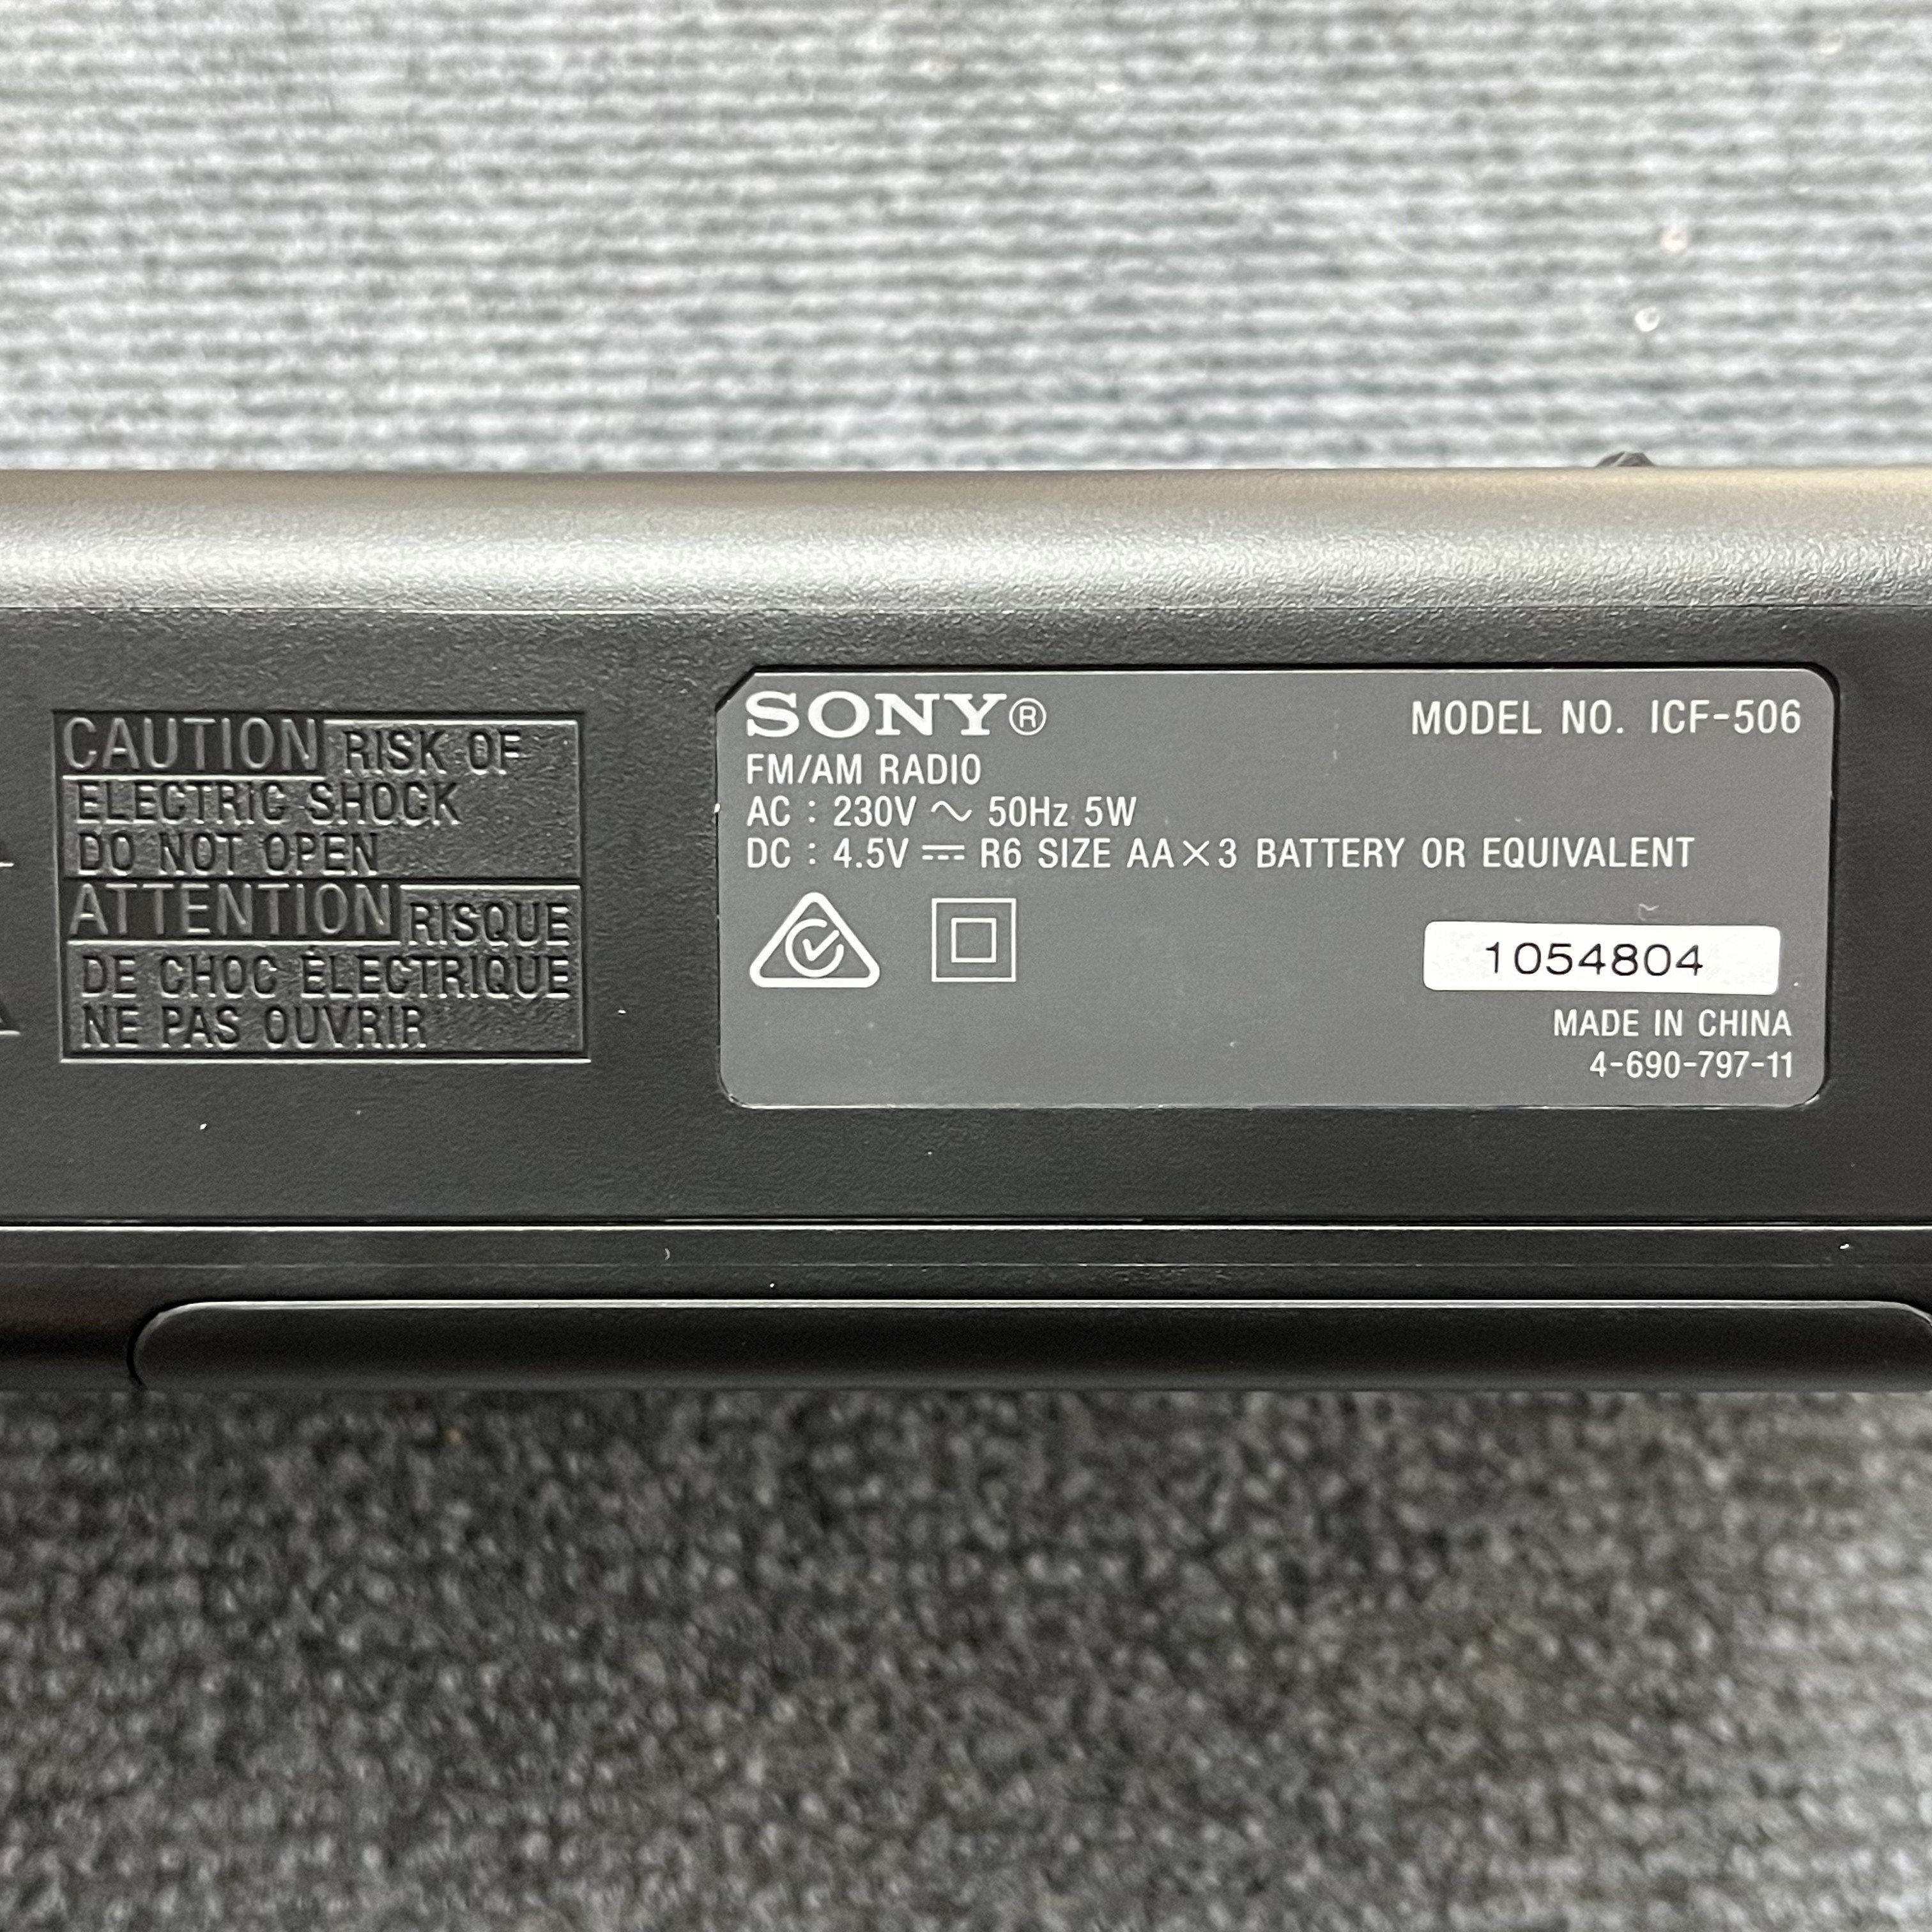 CAUTION RISK OF
ELECTRIC SHOCK
DO NOT OPEN
ATTENTION RISQUE
DE CHOC ÉLECTRIQUE
NE PAS OUVRIR
SONY®
MODEL NO. ICF-506
FM/AM RADIO
AC : 230V ~ 50Hz 5W
DC : 4.5V ⎓ R6 SIZE AA×3 BATTERY OR EQUIVALENT
1054804
MADE IN CHINA
4-690-797-11